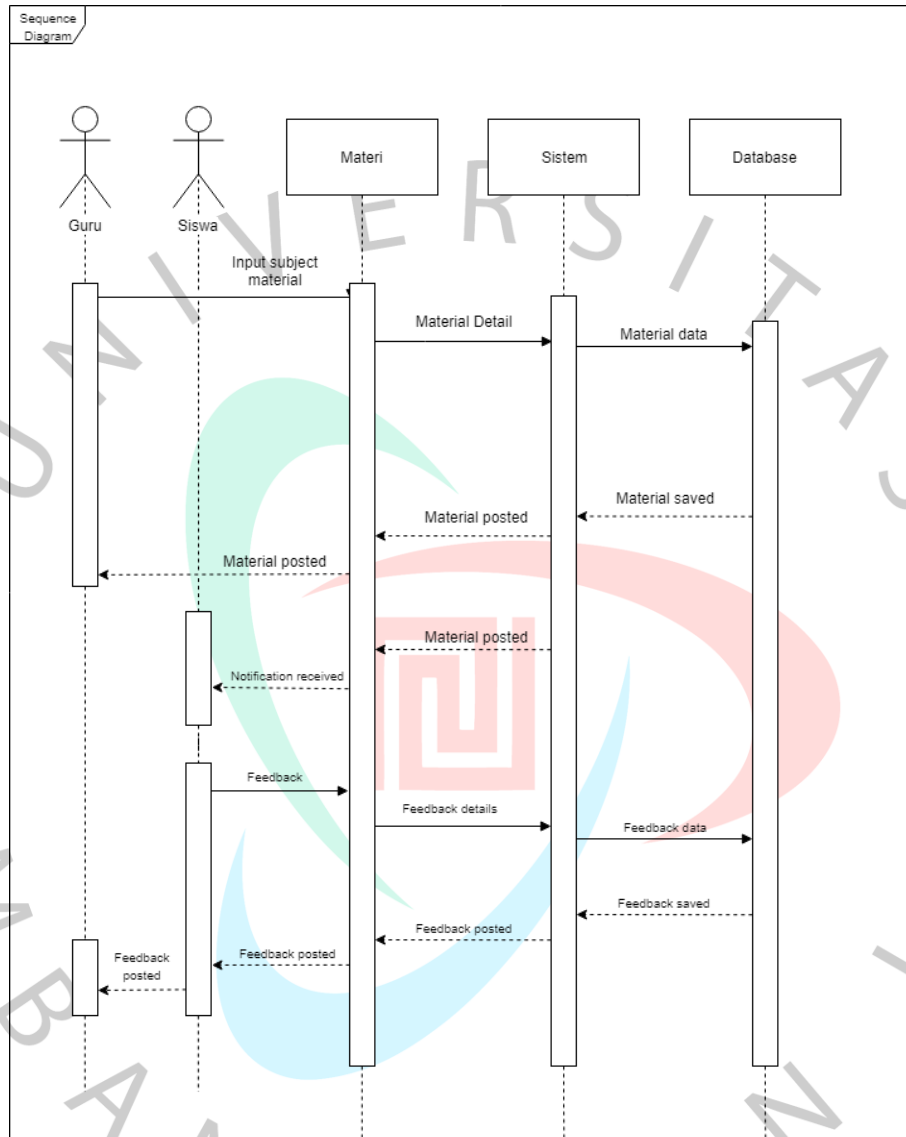 Sequence
Diagram
Guru
Siswa
Materi
Sistem
Database
UNIVERSITAS
Input subject
material
Material Detail
Material data
Material saved
Material posted
Material posted
Material posted
Notification received
Feedback
Feedback details
Feedback data
Feedback saved
Feedback posted
Feedback posted
Feedback
posted